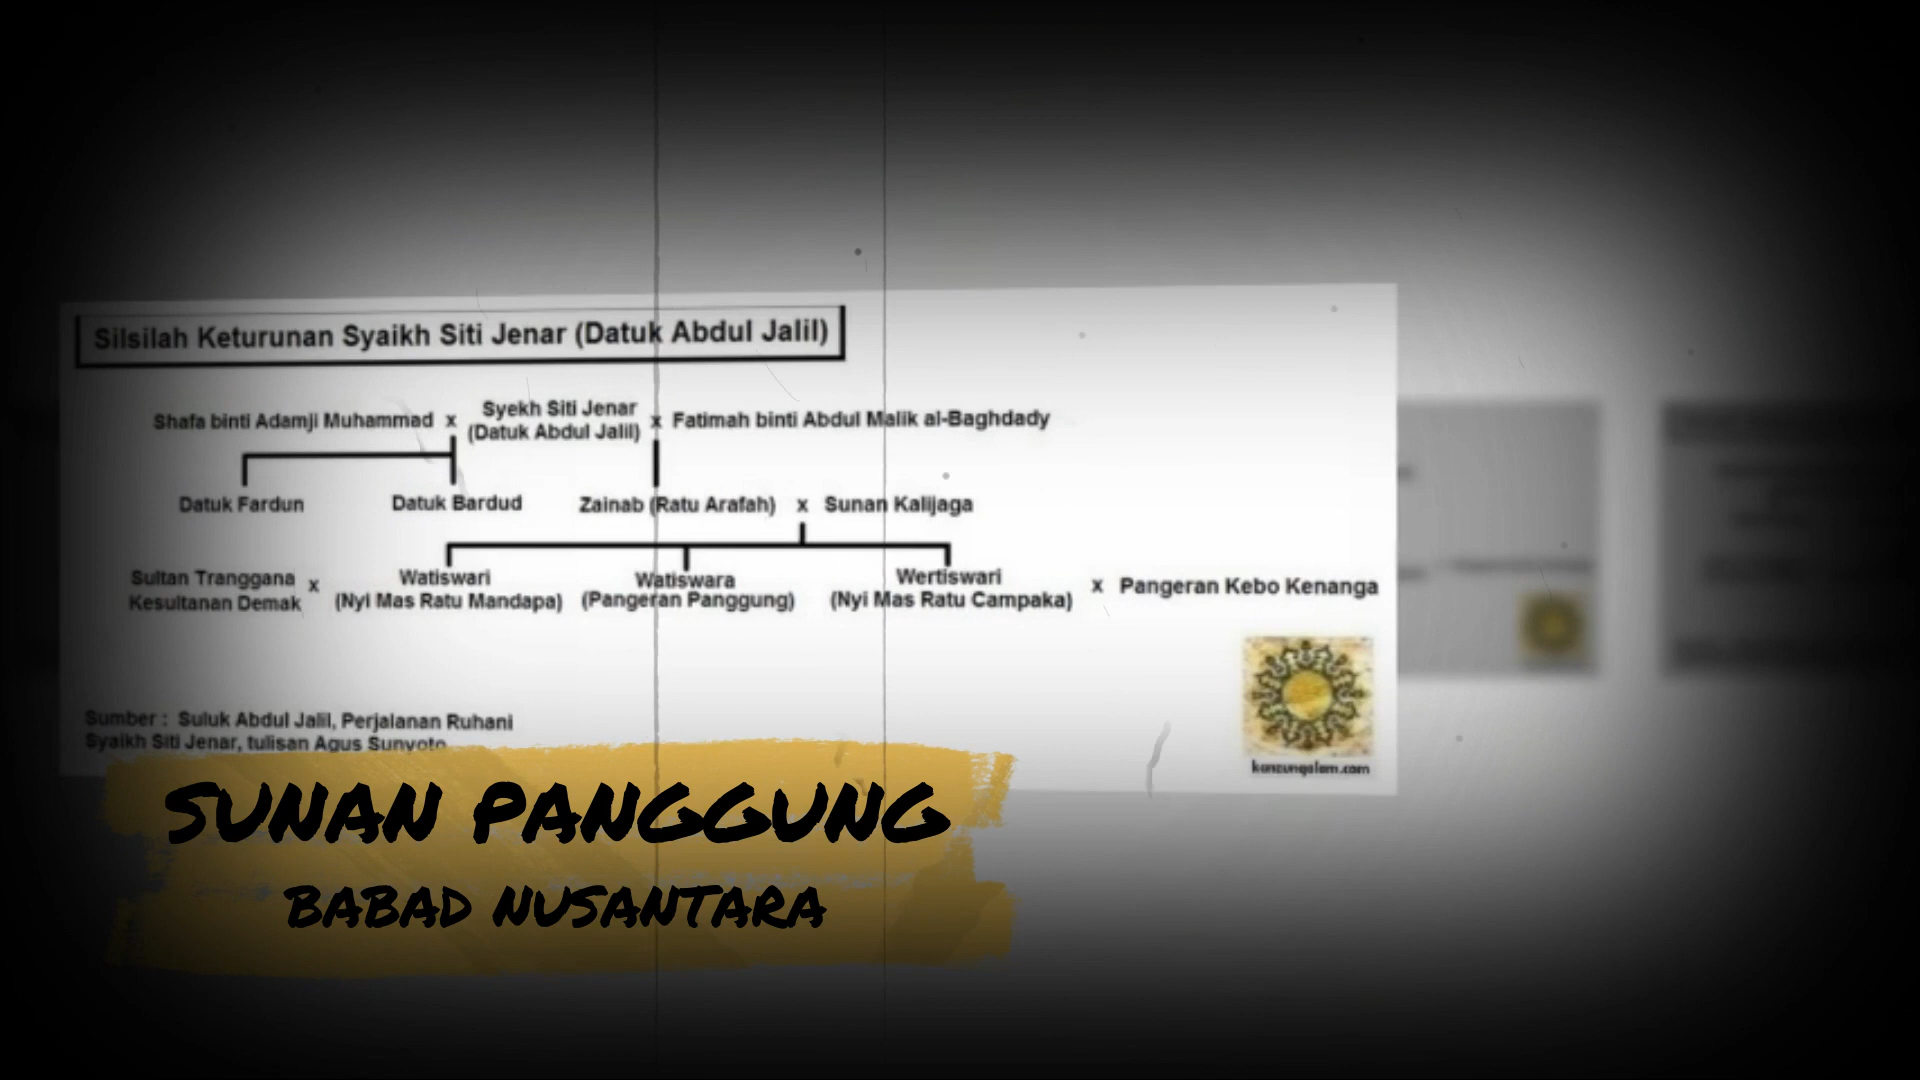 Silsilah Keturunan Syaikh Siti Jenar (Datuk Abdul Jalil)
Shafa binti Adamji Muhammad x Syekh Siti Jenar (Datuk Abdul Jalil) x Fatimah binti Abdul Malik al-Baghdady
Datuk Fardun Datuk Bardud Zainab (Ratu Arafah) x Sunan Kalijaga
Sultan Tranggana Kesultanan Demak x Watiswari (Nyi Mas Ratu Mandapa) Watiswara (Pangeran Panggung) Wertiswari (Nyi Mas Ratu Campaka) x Pangeran Kebo Kenanga
Sumber : Suluk Abdul Jalil, Perjalanan Ruhani
Syaikh Siti Jenar, tulisan Agus Sunyoto
kanzunqalam.com
SUNAN PANGGUNG
BABAD NUSANTARA